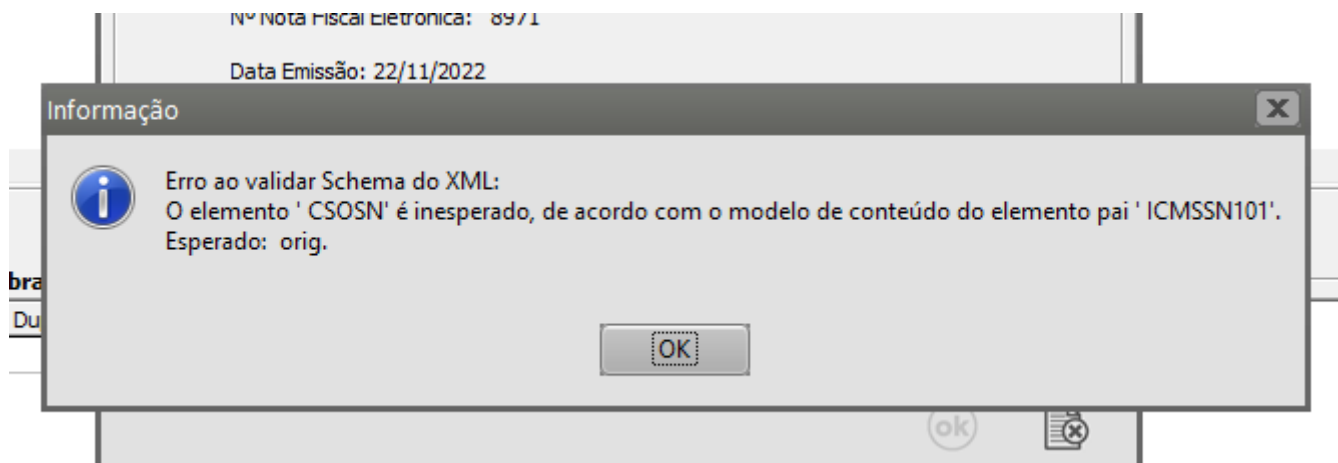 Nº Nota Fiscal Eletrônica: 8971
Data Emissão: 22/11/2022
Informação
Erro ao validar Schema do XML:
O elemento ' CSOSN' é inesperado, de acordo com o modelo de conteúdo do elemento pai ' ICMSSN101'.
Esperado: orig.
bra
Du
OK
ok